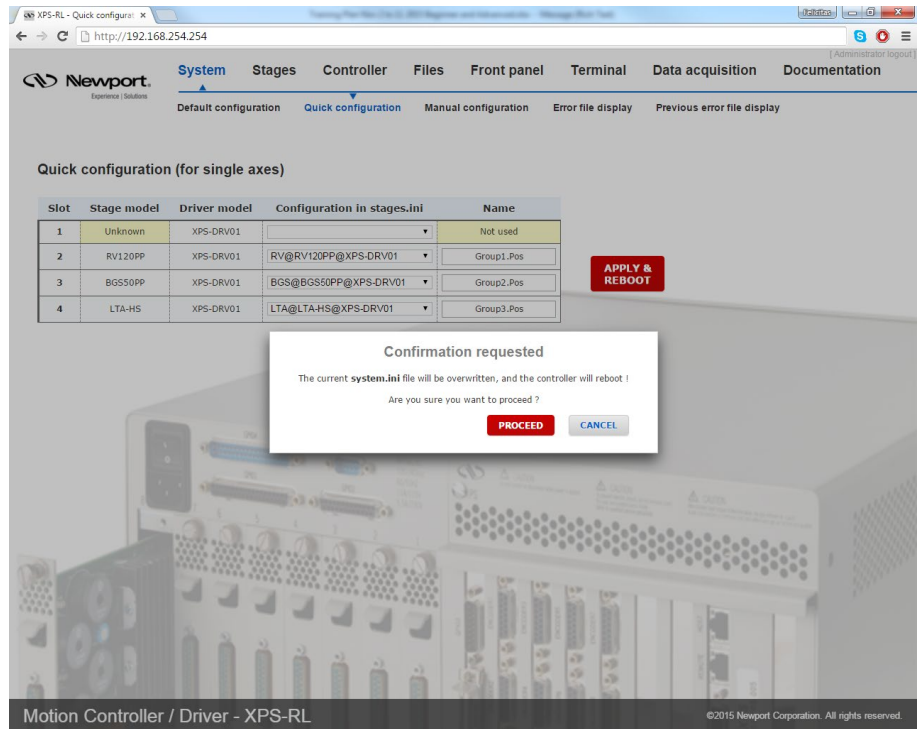 XPS-RL - Quick configurat
http://192.168.254.254
[ Administrator logout ]
Newport.
Experience | Solutions
System Stages Controller Files Front panel Terminal Data acquisition Documentation
Default configuration Quick configuration Manual configuration Error file display Previous error file display
Quick configuration (for single axes)
Slot Stage model Driver model Configuration in stages.ini Name
1 Unknown XPS-DRV01 Not used
2 RV120PP XPS-DRV01 RV@RV120PP@XPS-DRV01 Group1.Pos
3 BGS50PP XPS-DRV01 BGS@BGS50PP@XPS-DRV01 Group2.Pos
4 LTA-HS XPS-DRV01 LTA@LTA-HS@XPS-DRV01 Group3.Pos
APPLY &
REBOOT
Confirmation requested
The current system.ini file will be overwritten, and the controller will reboot !
Are you sure you want to proceed ?
PROCEED CANCEL
Motion Controller / Driver - XPS-RL
©2015 Newport Corporation. All rights reserved.